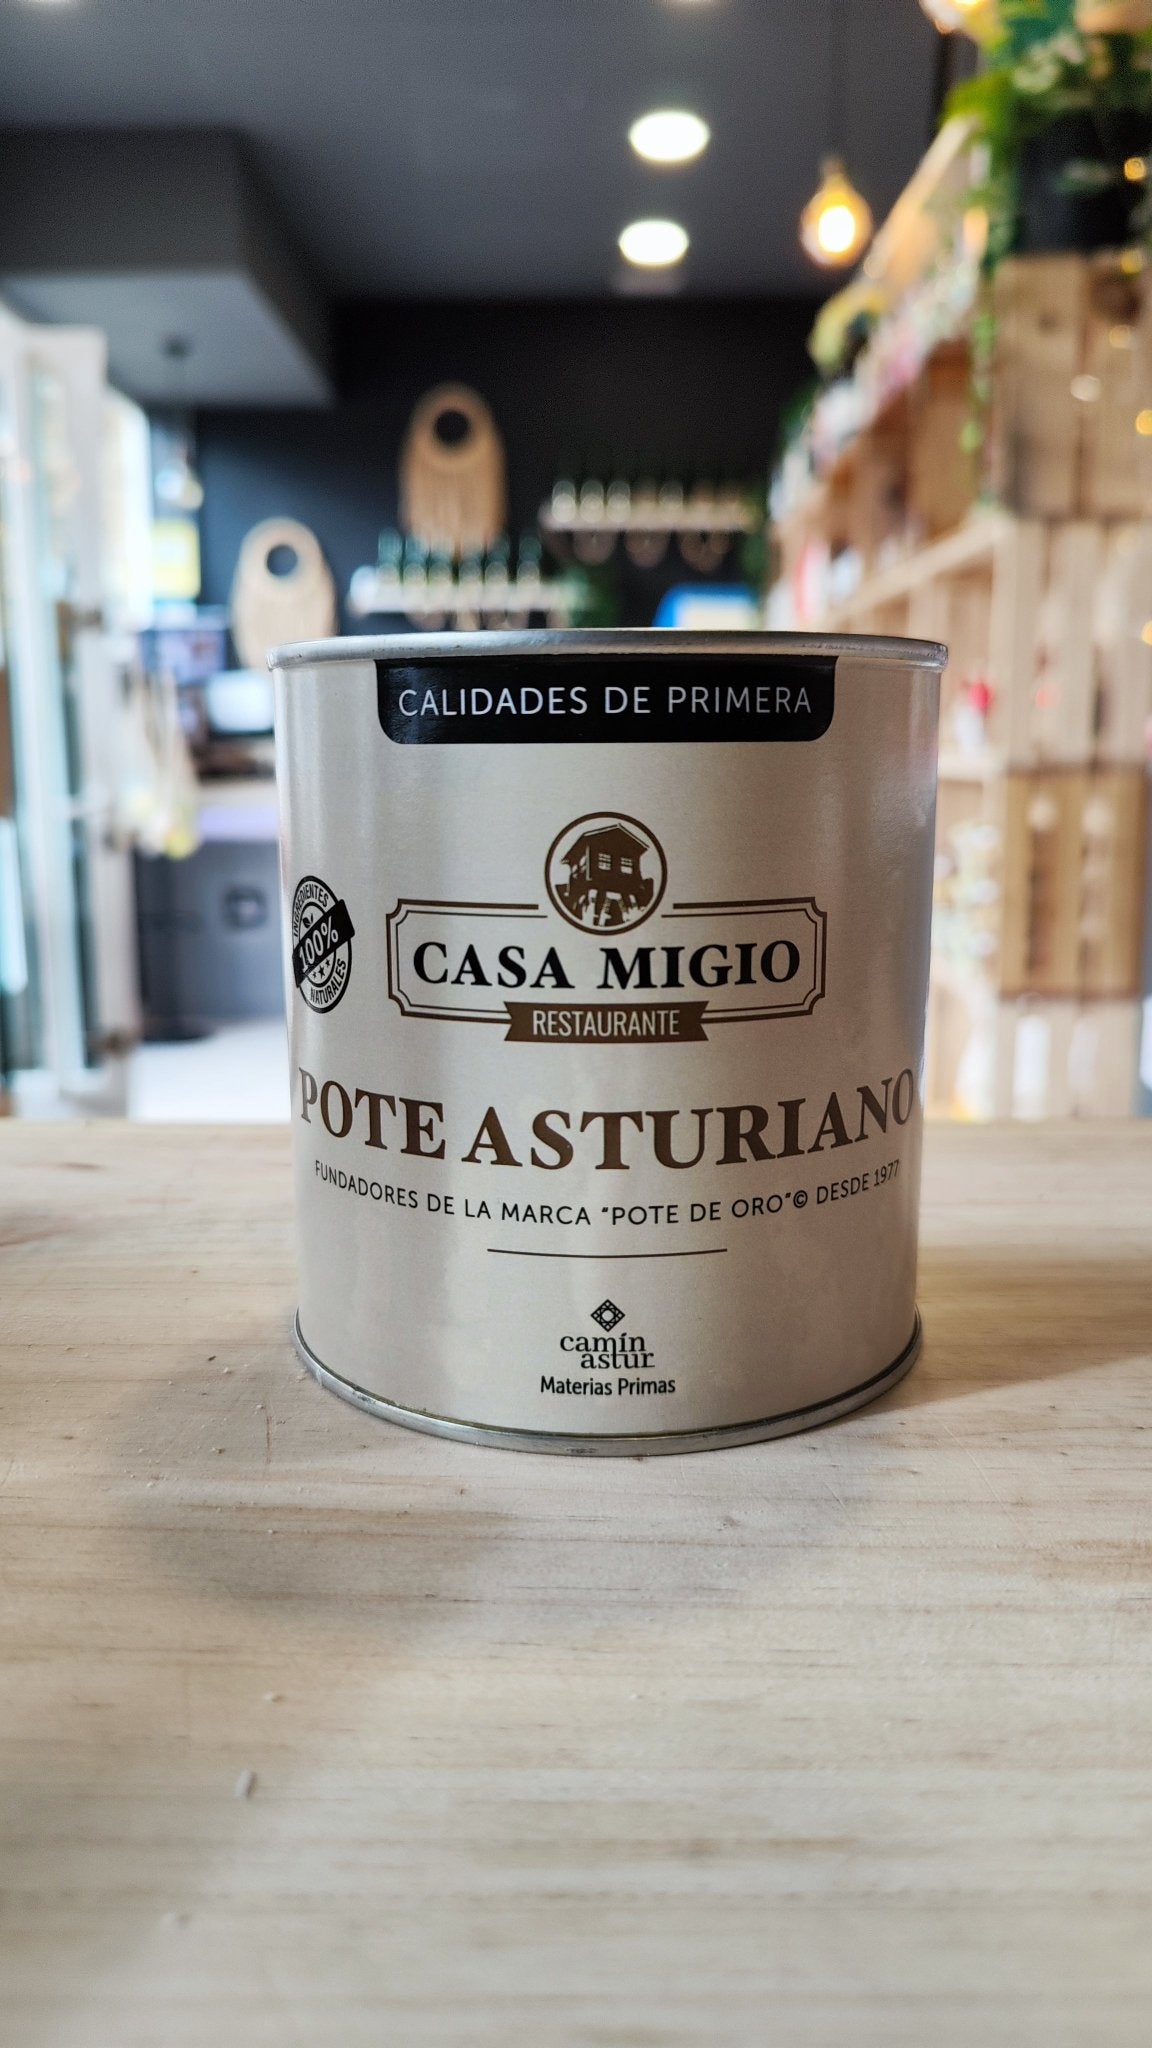 CALIDADES DE PRIMERA
INGREDIENTES
100%
NATURALES
CASA MIGIO
RESTAURANTE
POTE ASTURIANO
FUNDADORES DE LA MARCA "POTE DE ORO"© DESDE 1977
camín
astur
Materias Primas